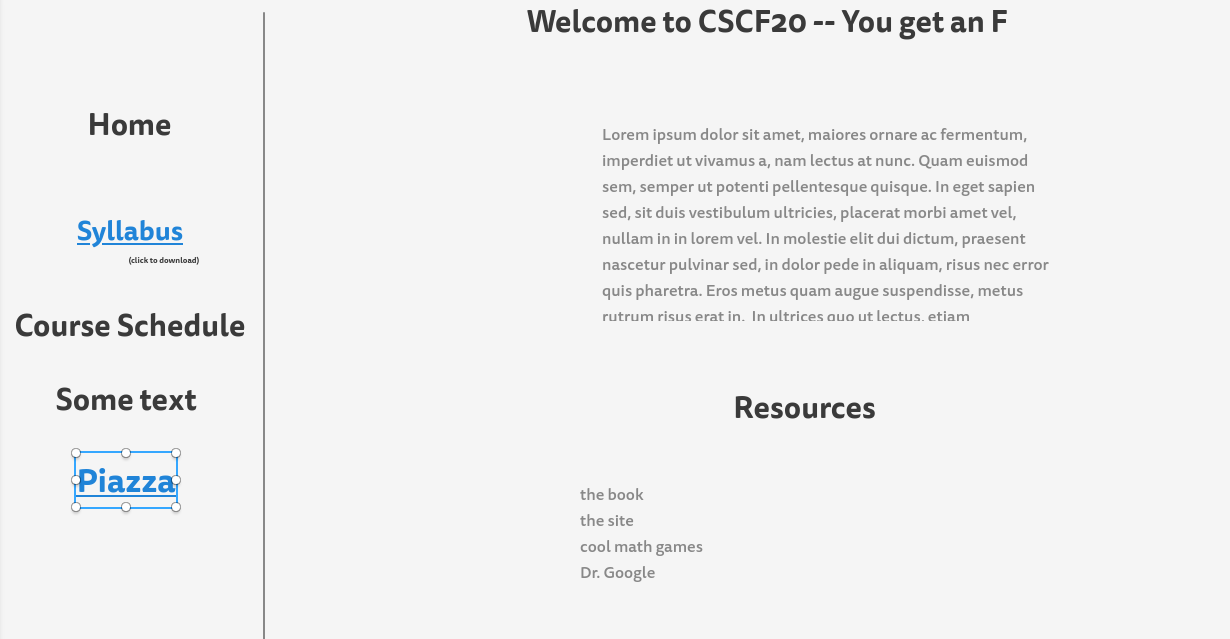 Welcome to CSCF20 -- You get an F
Home
Syllabus
(click to download)
Course Schedule
Some text
Piazza
Lorem ipsum dolor sit amet, maiores ornare ac fermentum,
imperdiet ut vivamus a, nam lectus at nunc. Quam euismod
sem, semper ut potenti pellentesque quisque. In eget sapien
sed, sit duis vestibulum ultricies, placerat morbi amet vel,
nullam in in lorem vel. In molestie elit dui dictum, praesent
nascetur pulvinar sed, in dolor pede in aliquam, risus nec error
quis pharetra. Eros metus quam augue suspendisse, metus
rutrum risus erat in.  In ultrices quo ut lectus, etiam
Resources
the book
the site
cool math games
Dr. Google